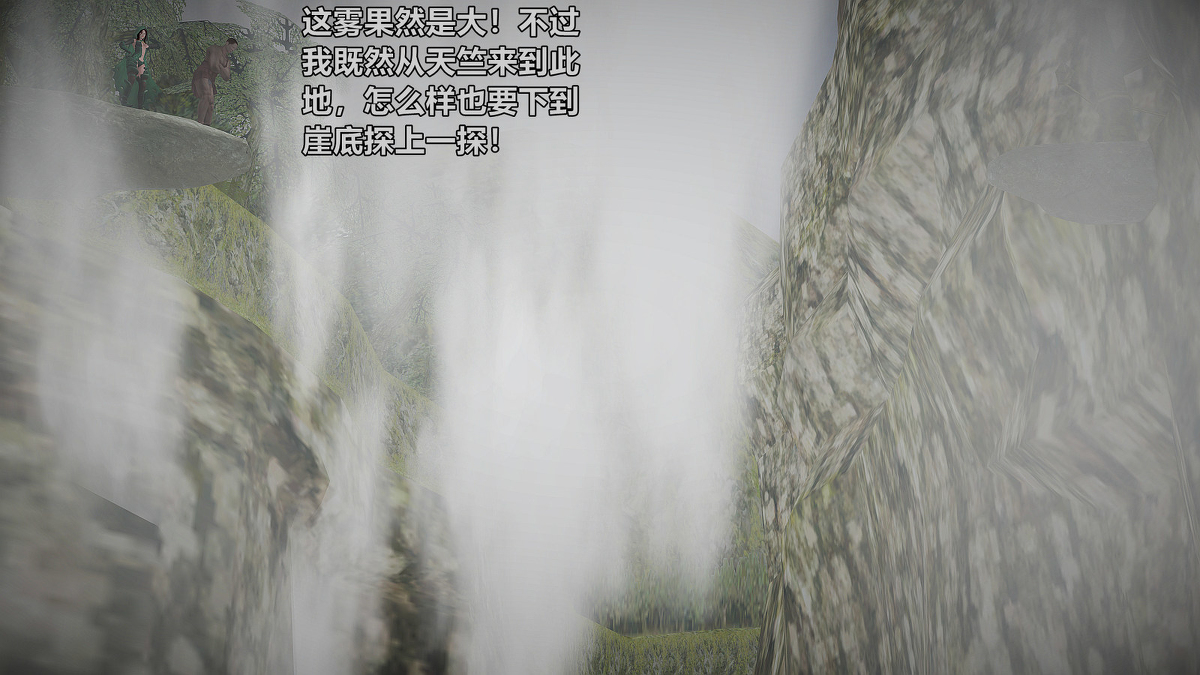 这雾果然是大！不过
我既然从天竺来到此
地，怎么样也要下到
崖底探上一探！